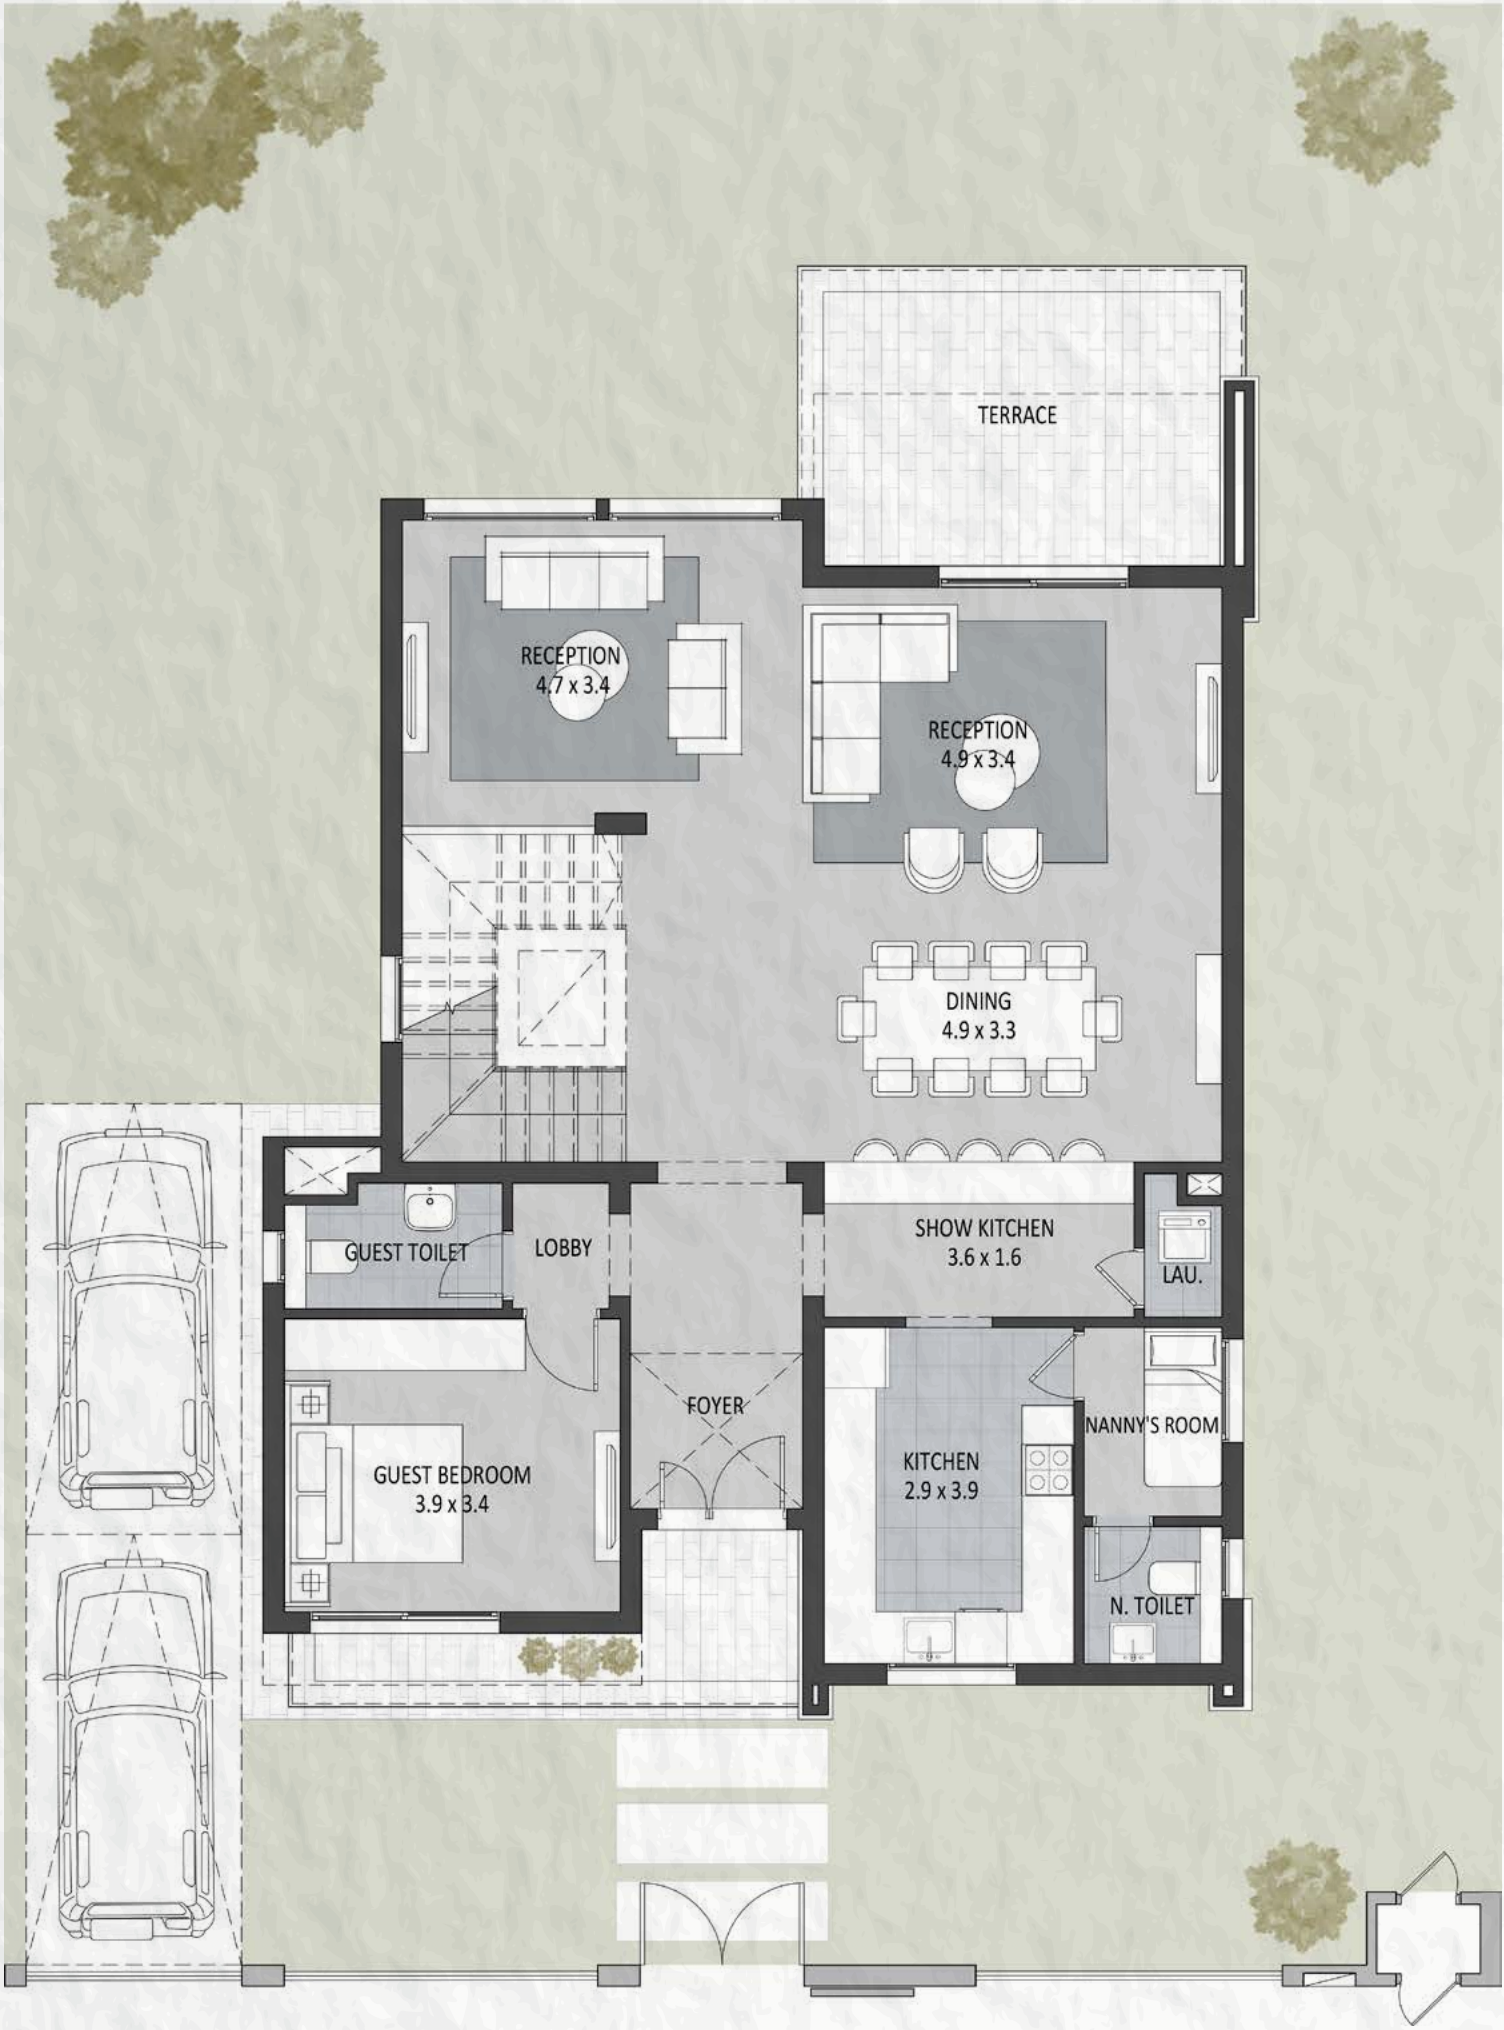 TERRACE
RECEPTION
4.7 x 3.4
RECEPTION
4.9 x 3.4
DINING
4.9 x 3.3
SHOW KITCHEN
3.6 x 1.6
GUEST TOILET
LOBBY
LAU.
FOYER
NANNY'S ROOM
KITCHEN
2.9 x 3.9
GUEST BEDROOM
3.9 x 3.4
N. TOILET